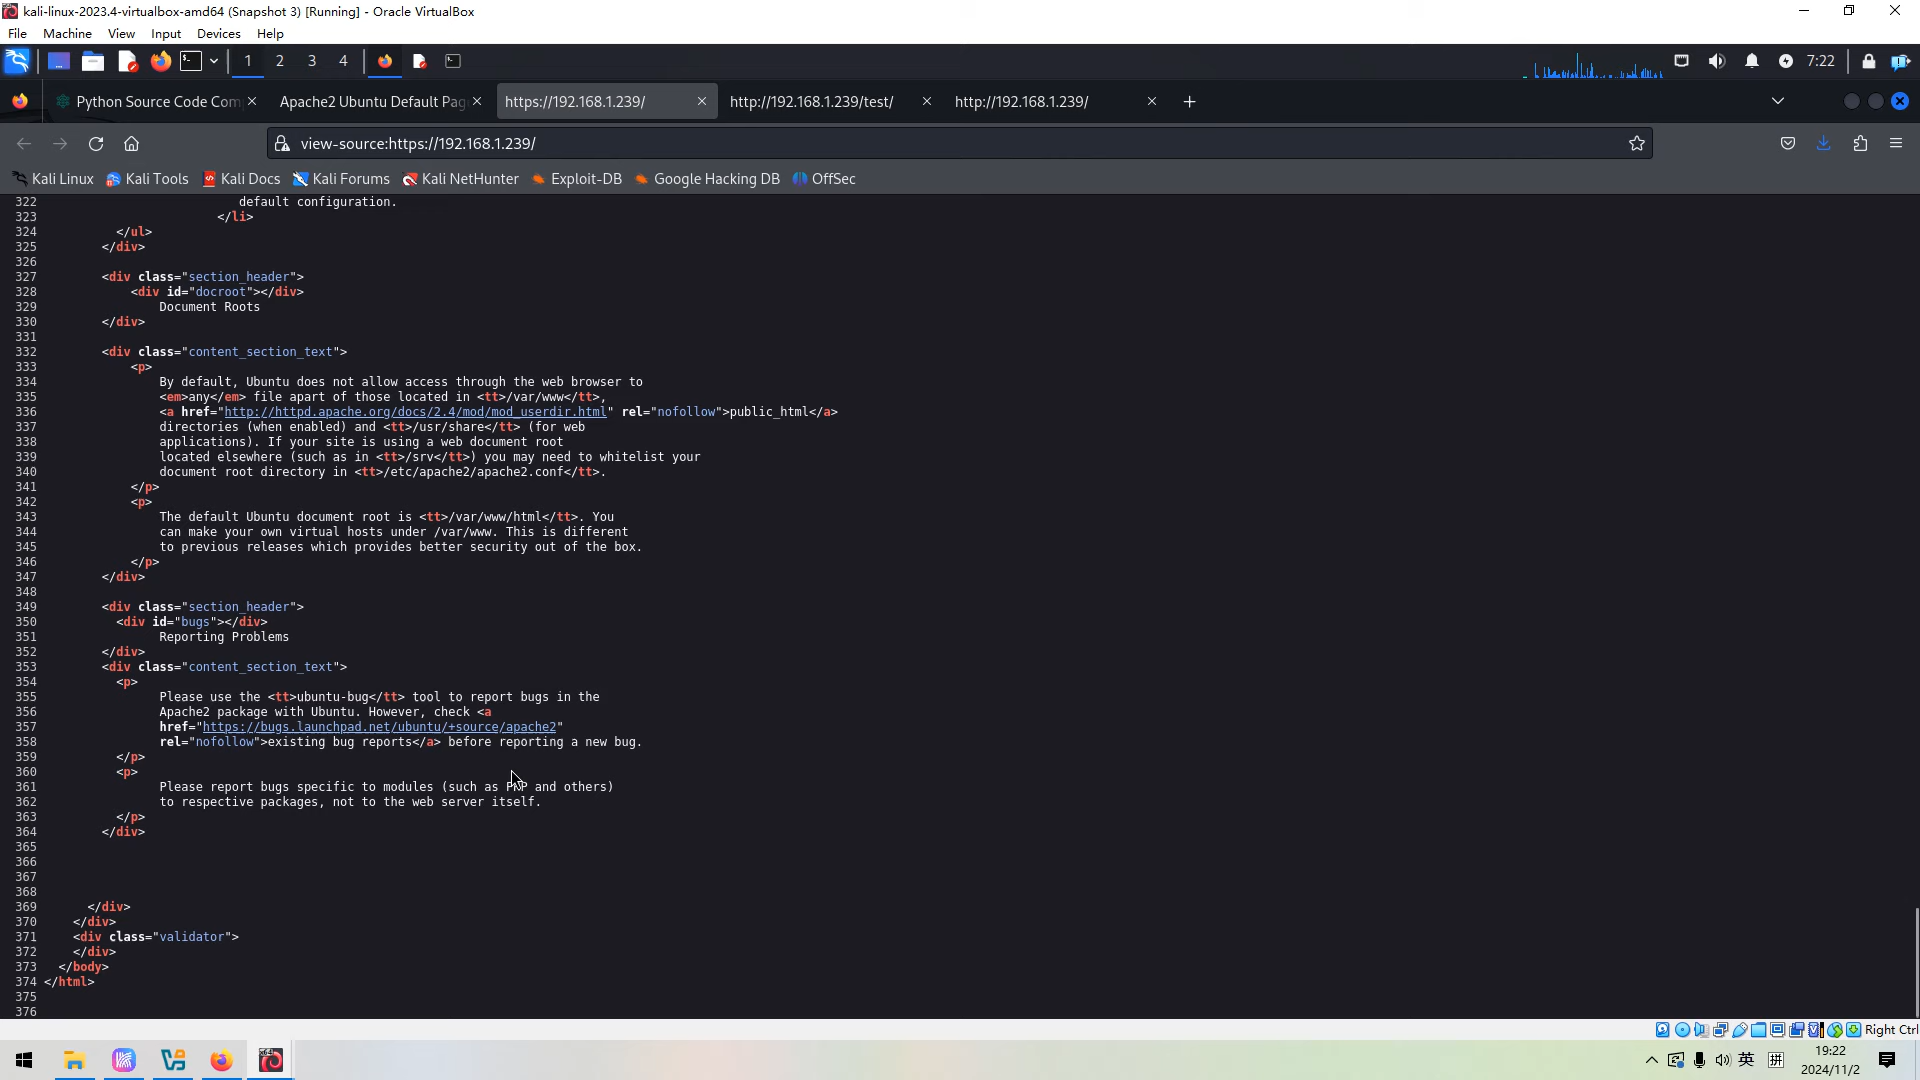 kali-linux-2023.4-virtualbox-amd64 (Snapshot 3) [Running] - Oracle VirtualBox
File Machine View Input Devices Help
1 2 3 4 7:22
Python Source Code Com Apache2 Ubuntu Default Pag https://192.168.1.239/ http://192.168.1.239/test/ http://192.168.1.239/
view-source:https://192.168.1.239/
Kali Linux Kali Tools Kali Docs Kali Forums Kali NetHunter Exploit-DB Google Hacking DB OffSec
322 default configuration.
323 </li>
324 </ul>
325 </div>
326
327 <div class="section_header">
328 <div id="docroot"></div>
329 Document Roots
330 </div>
331
332 <div class="content_section_text">
333 <p>
334 By default, Ubuntu does not allow access through the web browser to
335 <em>any</em> file apart of those located in <tt>/var/www</tt>,
336 <a href="http://httpd.apache.org/docs/2.4/mod/mod_userdir.html" rel="nofollow">public_html</a>
337 directories (when enabled) and <tt>/usr/share</tt> (for web
338 applications). If your site is using a web document root
339 located elsewhere (such as in <tt>/srv</tt>) you may need to whitelist your
340 document root directory in <tt>/etc/apache2/apache2.conf</tt>.
341 </p>
342 <p>
343 The default Ubuntu document root is <tt>/var/www/html</tt>. You
344 can make your own virtual hosts under /var/www. This is different
345 to previous releases which provides better security out of the box.
346 </p>
347 </div>
348
349 <div class="section_header">
350 <div id="bugs"></div>
351 Reporting Problems
352 </div>
353 <div class="content_section_text">
354 <p>
355 Please use the <tt>ubuntu-bug</tt> tool to report bugs in the
356 Apache2 package with Ubuntu. However, check <a
357 href="https://bugs.launchpad.net/ubuntu/+source/apache2"
358 rel="nofollow">existing bug reports</a> before reporting a new bug.
359 </p>
360 <p>
361 Please report bugs specific to modules (such as PHP and others)
362 to respective packages, not to the web server itself.
363 </p>
364 </div>
365
366
367
368
369 </div>
370 </div>
371 <div class="validator">
372 </div>
373 </body>
374 </html>
375
376
Right Ctrl
英 拼 19:22
2024/11/2